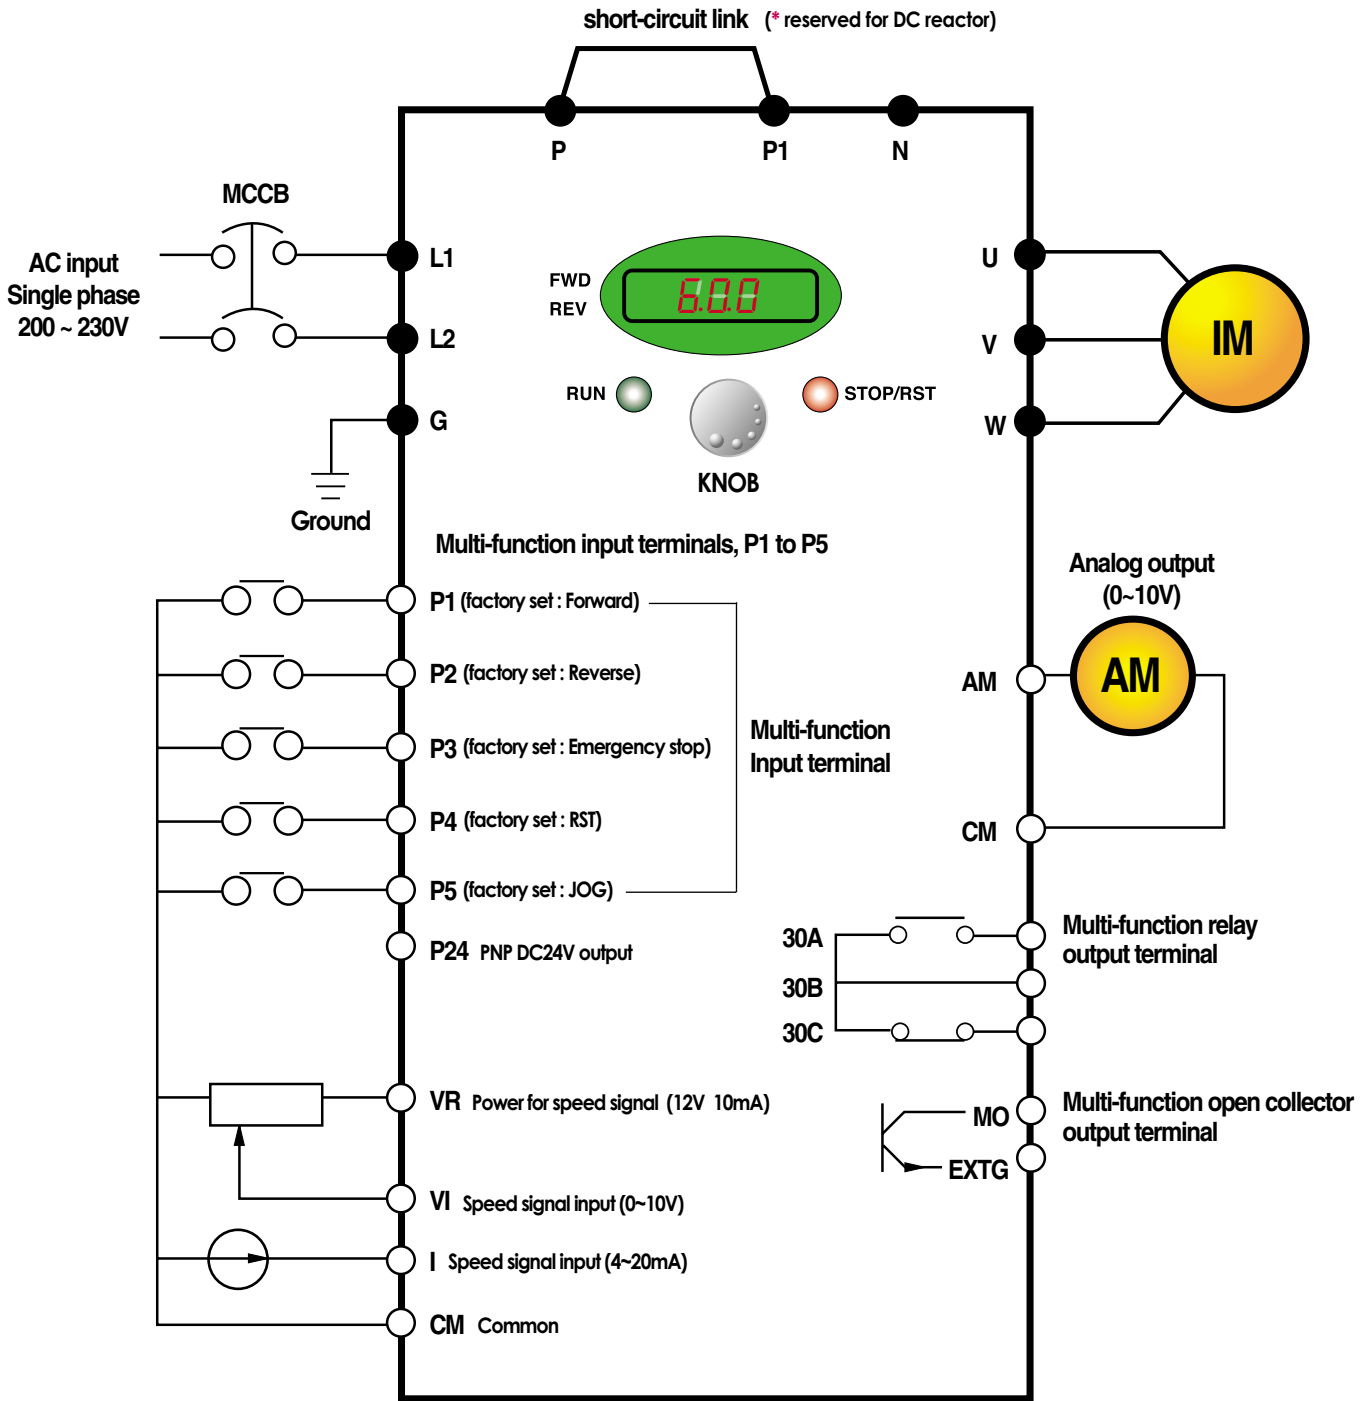 short-circuit link (* reserved for DC reactor)
P P1 N
MCCB
AC input
Single phase
200 ~ 230V
L1
L2
G
Ground
FWD
REV
6.0.0
RUN
STOP/RST
KNOB
U
V
W
IM
Multi-function input terminals, P1 to P5
P1 (factory set : Forward)
P2 (factory set : Reverse)
P3 (factory set : Emergency stop)
P4 (factory set : RST)
P5 (factory set : JOG)
Multi-function
Input terminal
P24 PNP DC24V output
VR Power for speed signal (12V 10mA)
VI Speed signal input (0~10V)
I Speed signal input (4~20mA)
CM Common
Analog output
(0~10V)
AM
AM
CM
30A
30B
30C
Multi-function relay
output terminal
MO
EXTG
Multi-function open collector
output terminal